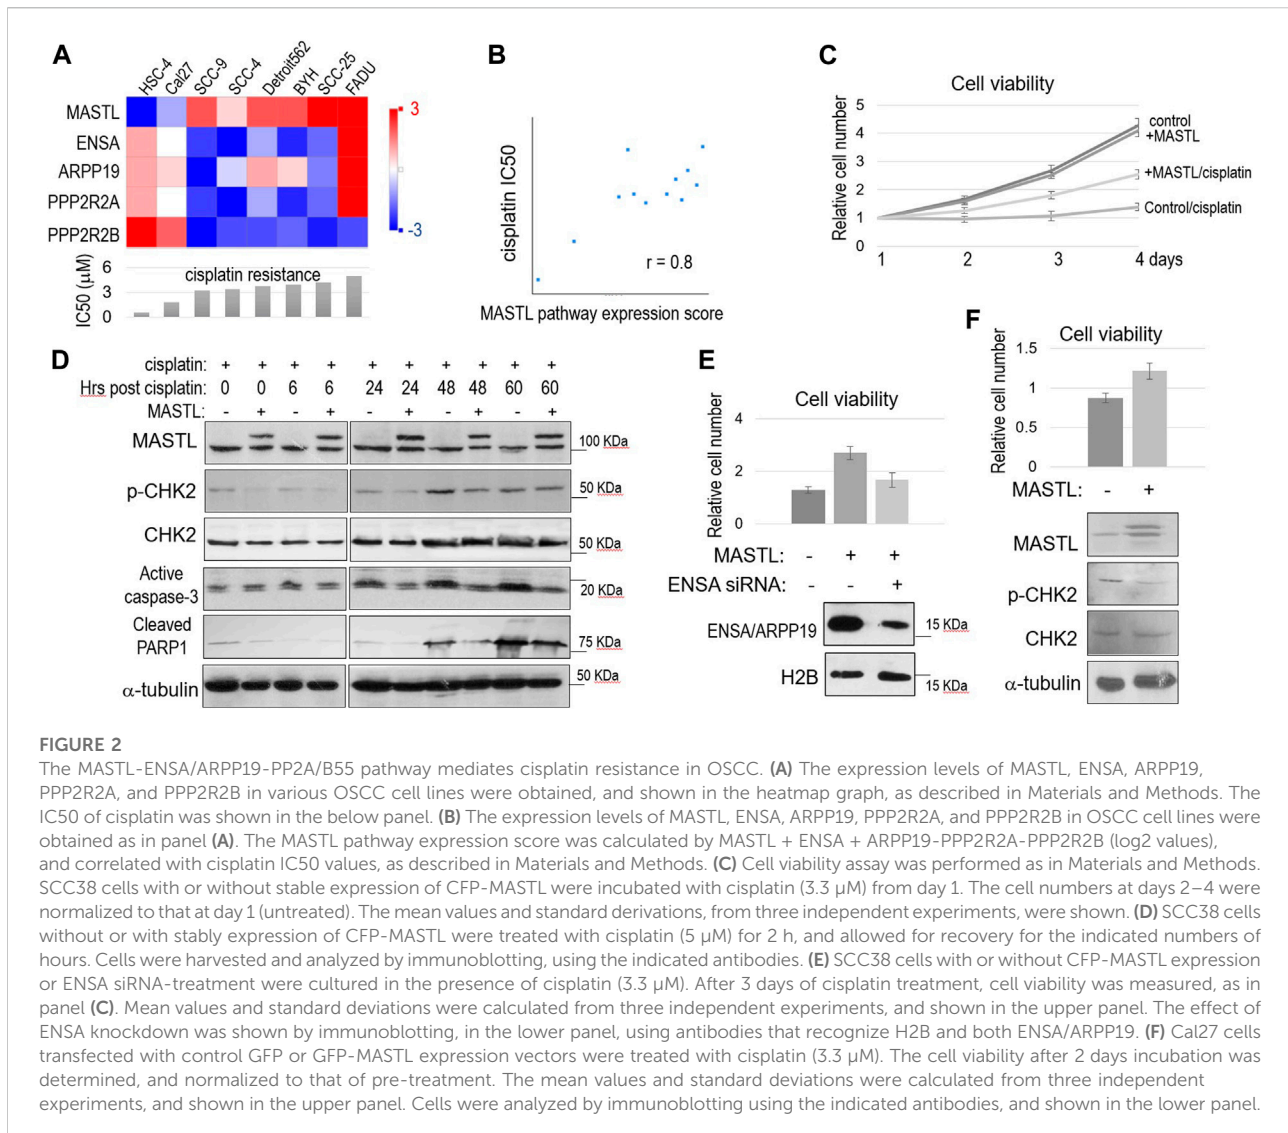 A
HSC-4
Cal27
SCC-9
SCC-4
Detroit562
BYH
SCC-25
FADU
MASTL
ENSA
ARPP19
PPP2R2A
PPP2R2B
3
-3
IC50 (µM)
6
3
0
cisplatin resistance
B
cisplatin IC50
r = 0.8
MASTL pathway expression score
C
Cell viability
Relative cell number
5
4
3
2
1
0
1 2 3 4 days
control
+MASTL
+MASTL/cisplatin
Control/cisplatin
D
cisplatin: + + + + + + + + + +
Hrs post cisplatin: 0 0 6 6 24 24 48 48 60 60
MASTL: - + - + - + - + - +
MASTL 100 KDa
p-CHK2 50 KDa
CHK2 50 KDa
Active
caspase-3 20 KDa
Cleaved
PARP1 75 KDa
α-tubulin 50 KDa
E
Cell viability
Relative cell number
4
2
0
MASTL: - + +
ENSA siRNA: - - +
ENSA/ARPP19 15 KDa
H2B 15 KDa
F
Cell viability
Relative cell number
1.5
1
0.5
0
MASTL: - +
MASTL
p-CHK2
CHK2
α-tubulin
FIGURE 2
The MASTL-ENSA/ARPP19-PP2A/B55 pathway mediates cisplatin resistance in OSCC. (A) The expression levels of MASTL, ENSA, ARPP19,
PPP2R2A, and PPP2R2B in various OSCC cell lines were obtained, and shown in the heatmap graph, as described in Materials and Methods. The
IC50 of cisplatin was shown in the below panel. (B) The expression levels of MASTL, ENSA, ARPP19, PPP2R2A, and PPP2R2B in OSCC cell lines were
obtained as in panel (A). The MASTL pathway expression score was calculated by MASTL + ENSA + ARPP19-PPP2R2A-PPP2R2B (log2 values),
and correlated with cisplatin IC50 values, as described in Materials and Methods. (C) Cell viability assay was performed as in Materials and Methods.
SCC38 cells with or without stable expression of CFP-MASTL were incubated with cisplatin (3.3 µM) from day 1. The cell numbers at days 2–4 were
normalized to that at day 1 (untreated). The mean values and standard derivations, from three independent experiments, were shown. (D) SCC38 cells
without or with stably expression of CFP-MASTL were treated with cisplatin (5 µM) for 2 h, and allowed for recovery for the indicated numbers of
hours. Cells were harvested and analyzed by immunoblotting, using the indicated antibodies. (E) SCC38 cells with or without CFP-MASTL expression
or ENSA siRNA-treatment were cultured in the presence of cisplatin (3.3 µM). After 3 days of cisplatin treatment, cell viability was measured, as in
panel (C). Mean values and standard deviations were calculated from three independent experiments, and shown in the upper panel. The effect of
ENSA knockdown was shown by immunoblotting, in the lower panel, using antibodies that recognize H2B and both ENSA/ARPP19. (F) Cal27 cells
transfected with control GFP or GFP-MASTL expression vectors were treated with cisplatin (3.3 µM). The cell viability after 2 days incubation was
determined, and normalized to that of pre-treatment. The mean values and standard deviations were calculated from three independent
experiments, and shown in the upper panel. Cells were analyzed by immunoblotting using the indicated antibodies, and shown in the lower panel.